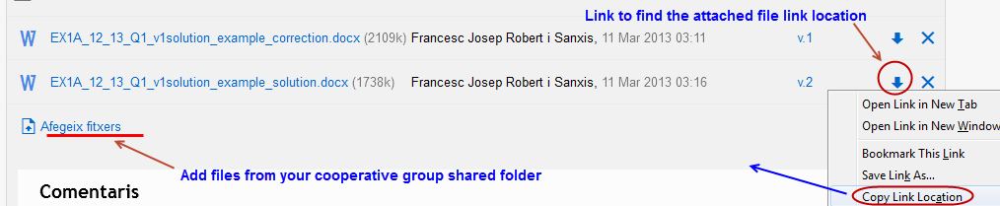 Link to find the attached file link location
EX1A_12_13_Q1_v1solution_example_correction.docx (2109k) Francesc Josep Robert i Sanxis, 11 Mar 2013 03:11 v.1
EX1A_12_13_Q1_v1solution_example_solution.docx (1738k) Francesc Josep Robert i Sanxis, 11 Mar 2013 03:16 v.2
Open Link in New Tab
Afegeix fitxers
Open Link in New Window
Bookmark This Link
Add files from your cooperative group shared folder
Save Link As...
Comentaris
Copy Link Location